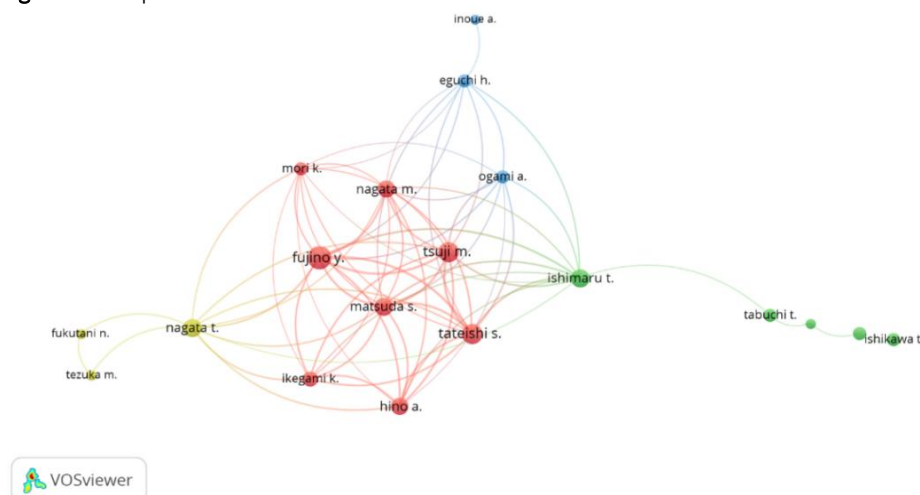 inoue a.
eguchi h.
mori k.
ogami a.
nagata m.
tsuji m.
fujino y.
ishimaru t.
matsuda s.
tabuchi t.
nagata t.
fukutani n.
tateishi s.
ishikawa t
tezuka m.
ikegami k.
hino a.
VOSviewer